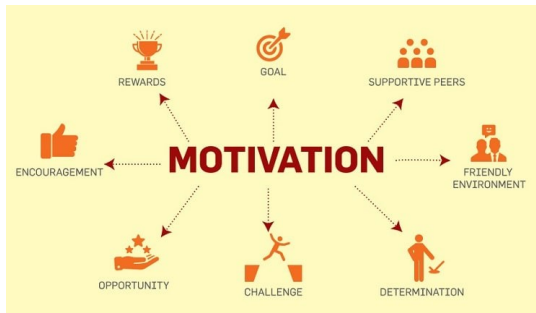 GOAL
REWARDS
SUPPORTIVE PEERS
MOTIVATION
ENCOURAGEMENT
FRIENDLY
ENVIRONMENT
OPPORTUNITY
CHALLENGE
DETERMINATION